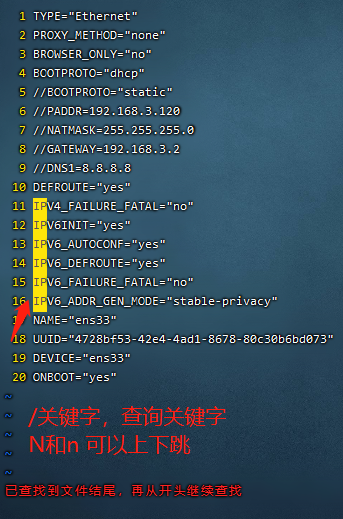 1 TYPE="Ethernet"
2 PROXY_METHOD="none"
3 BROWSER_ONLY="no"
4 BOOTPROTO="dhcp"
5 //BOOTPROTO="static"
6 //PADDR=192.168.3.120
7 //NATMASK=255.255.255.0
8 //GATEWAY=192.168.3.2
9 //DNS1=8.8.8.8
10 DEFROUTE="yes"
11 IPV4_FAILURE_FATAL="no"
12 IPV6INIT="yes"
13 IPV6_AUTOCONF="yes"
14 IPV6_DEFROUTE="yes"
15 IPV6_FAILURE_FATAL="no"
16 IPV6_ADDR_GEN_MODE="stable-privacy"
17 NAME="ens33"
18 UUID="4728bf53-42e4-4ad1-8678-80c30b6bd073"
19 DEVICE="ens33"
20 ONBOOT="yes"
~
~
/关键字，查询关键字
~
N和n 可以上下跳
~
~
已查找到文件结尾，再从开头继续查找